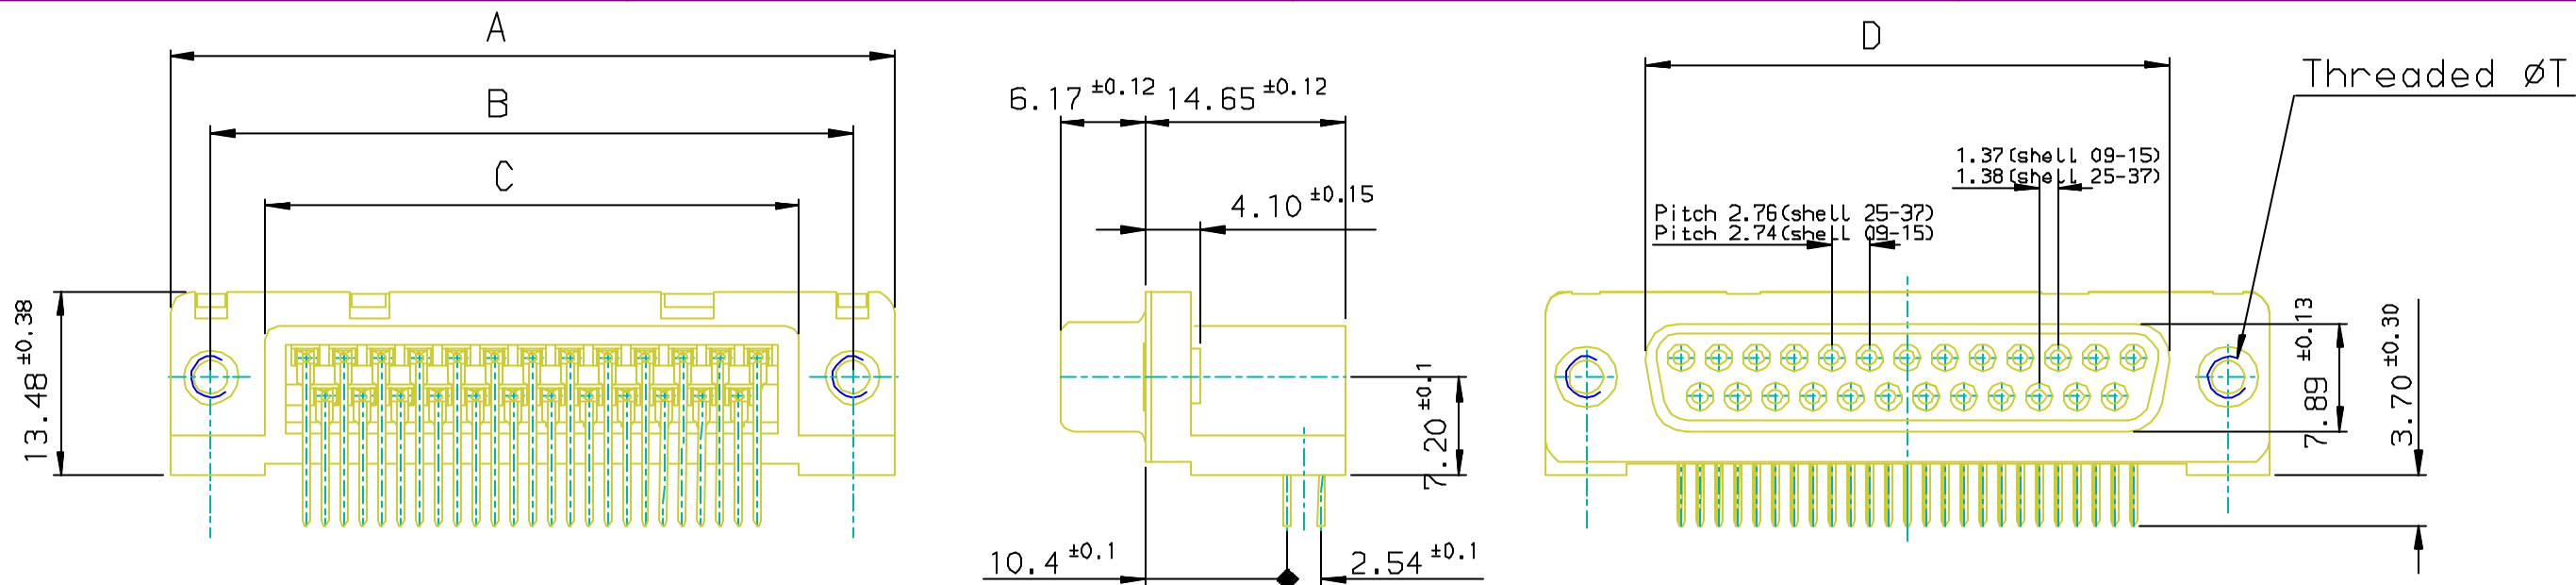 A
B
C
13.48 ±0.38
6.17 ±0.12
14.65 ±0.12
4.10 ±0.15
7.20 ±0.1
10.4 ±0.1
2.54 ±0.1
D
Threaded ØT
1.37(shell 09-15)
1.38(shell 25-37)
Pitch 2.76(shell 25-37)
Pitch 2.74(shell 09-15)
7.89 ±0.13
3.70 ±0.30